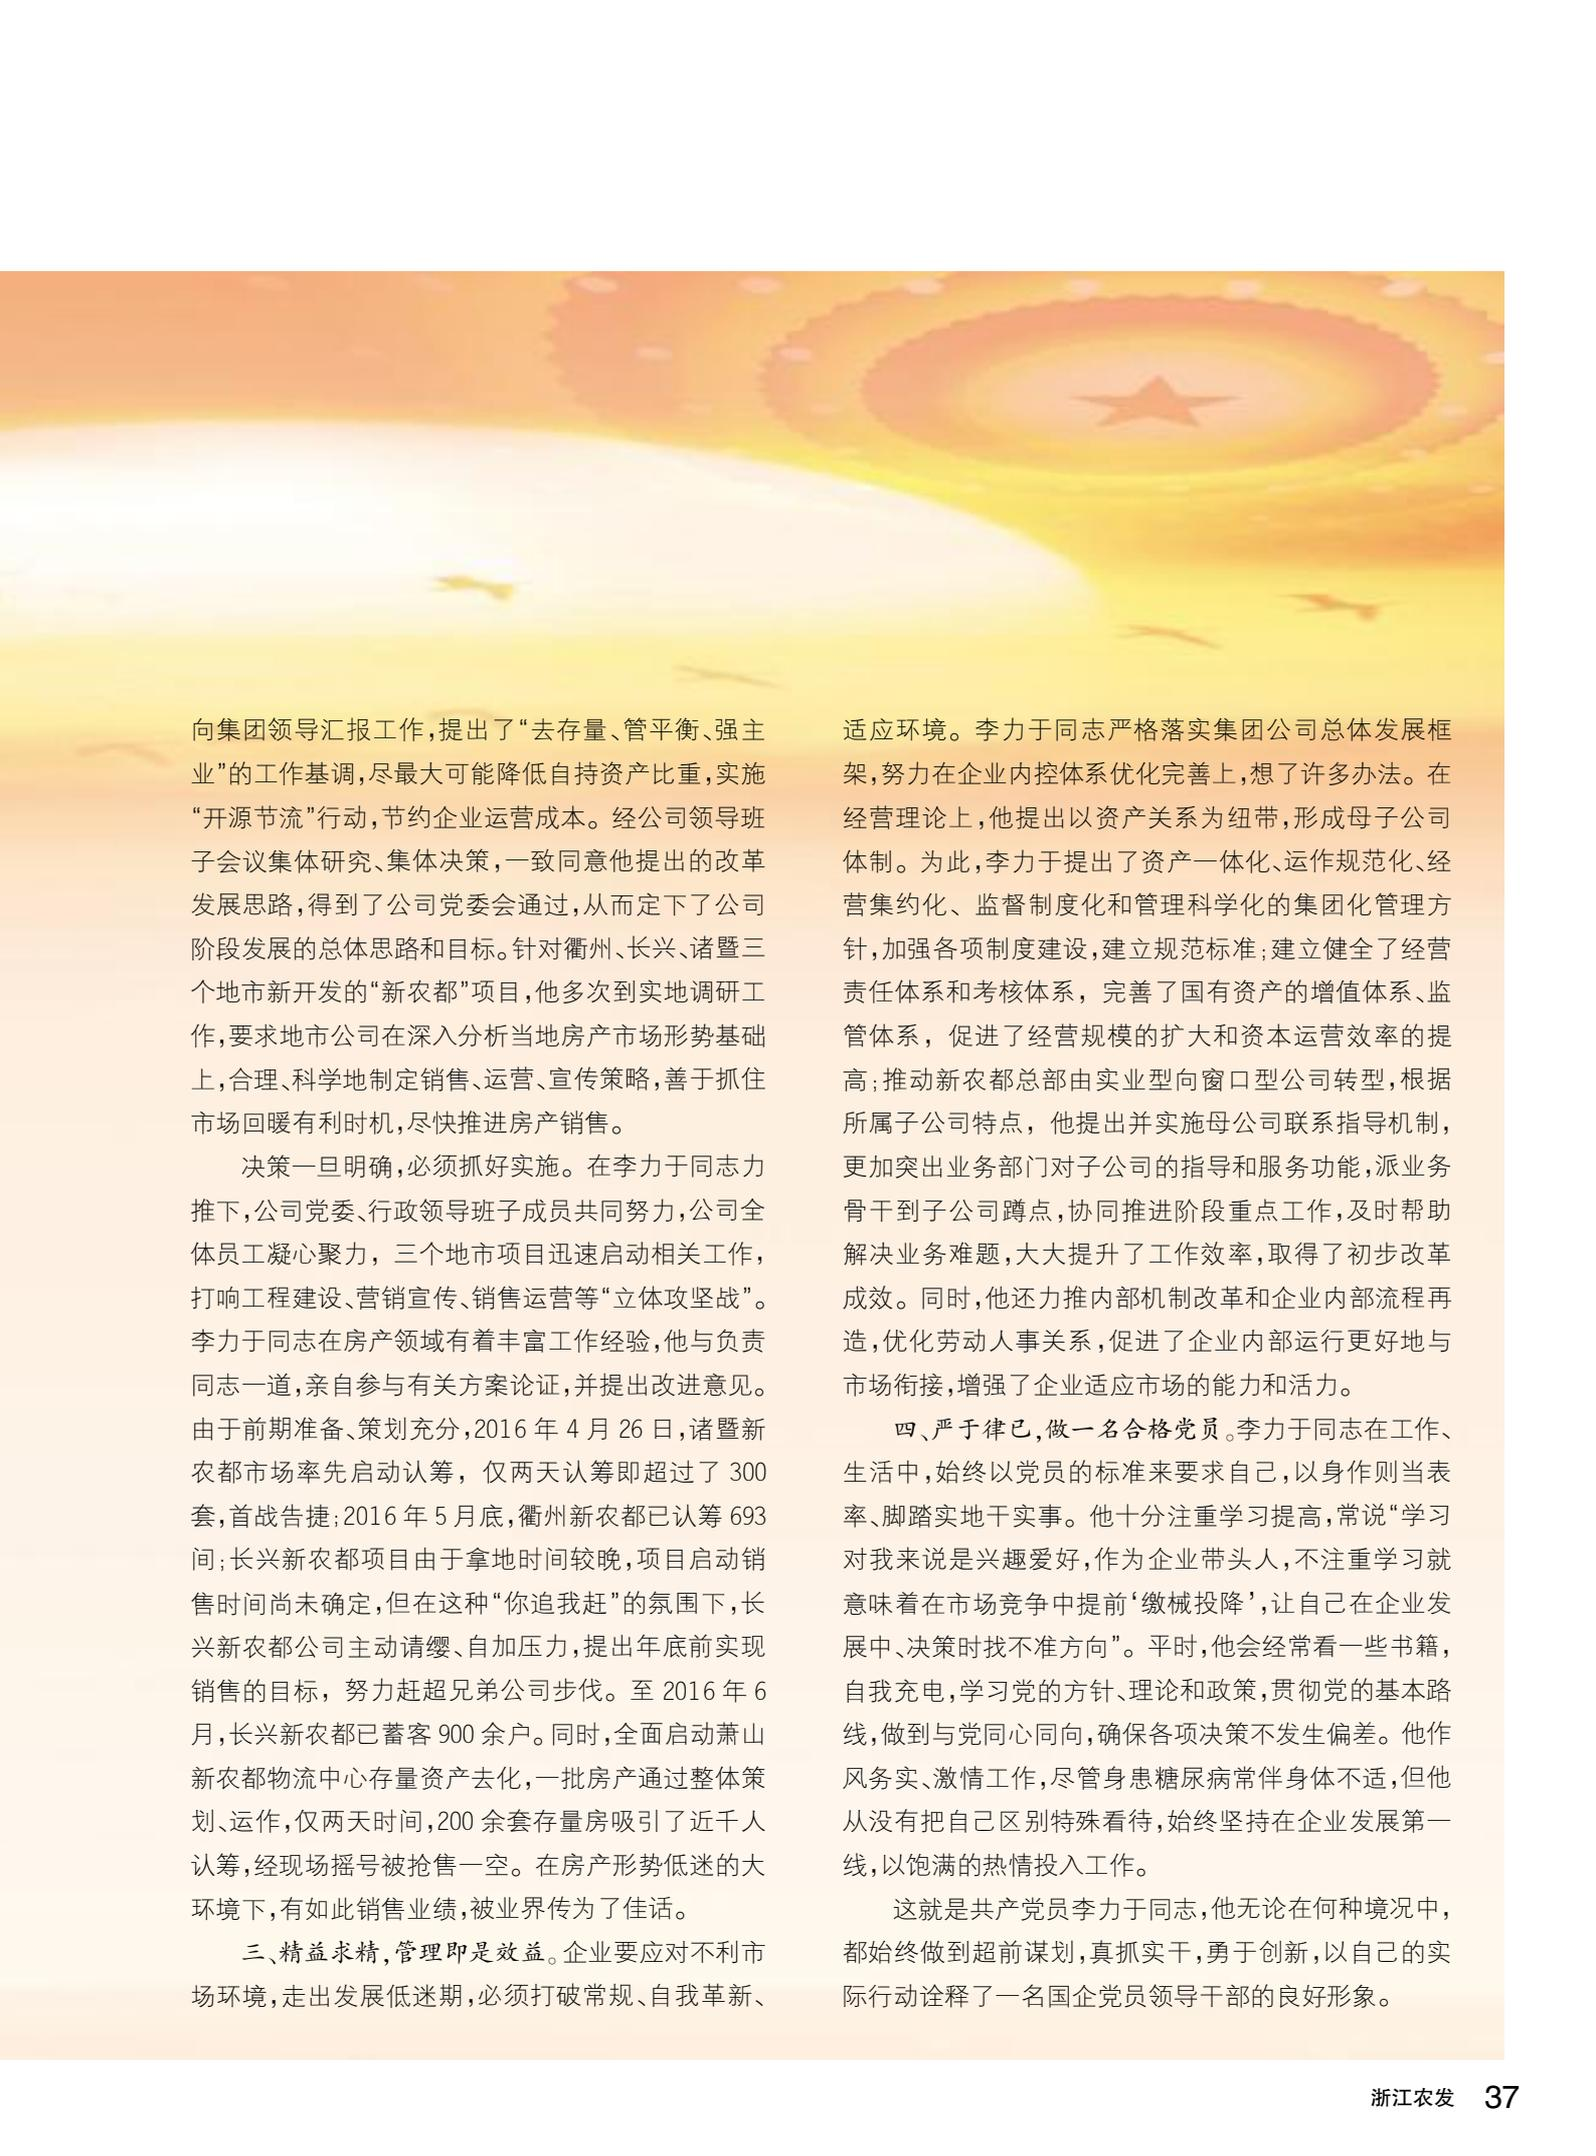 向集团领导汇报工作,提出了“去存量、管平衡、强主
业”的工作基调,尽最大可能降低自持资产比重,实施
“开源节流”行动,节约企业运营成本。经公司领导班
子会议集体研究、集体决策,一致同意他提出的改革
发展思路,得到了公司党委会通过,从而定下了公司
阶段发展的总体思路和目标。针对衢州、长兴、诸暨三
个地市新开发的“新农都”项目,他多次到实地调研工
作,要求地市公司在深入分析当地房产市场形势基础
上,合理、科学地制定销售、运营、宣传策略,善于抓住
市场回暖有利时机,尽快推进房产销售。
决策一旦明确,必须抓好实施。在李力于同志力
推下,公司党委、行政领导班子成员共同努力,公司全
体员工凝心聚力，三个地市项目迅速启动相关工作,
打响工程建设、营销宣传、销售运营等“立体攻坚战”。
李力于同志在房产领域有着丰富工作经验,他与负责
同志一道,亲自参与有关方案论证,并提出改进意见。
由于前期准备、策划充分,2016 年 4 月 26 日,诸暨新
农都市场率先启动认筹，仅两天认筹即超过了 300
套,首战告捷;2016 年 5 月底,衢州新农都已认筹 693
间;长兴新农都项目由于拿地时间较晚,项目启动销
售时间尚未确定,但在这种“你追我赶”的氛围下,长
兴新农都公司主动请缨、自加压力,提出年底前实现
销售的目标，努力赶超兄弟公司步伐。至 2016 年 6
月,长兴新农都已蓄客 900 余户。同时,全面启动萧山
新农都物流中心存量资产去化,一批房产通过整体策
划、运作,仅两天时间,200 余套存量房吸引了近千人
认筹,经现场摇号被抢售一空。在房产形势低迷的大
环境下,有如此销售业绩,被业界传为了佳话。
三、精益求精,管理即是效益。企业要应对不利市
场环境,走出发展低迷期,必须打破常规、自我革新、
适应环境。李力于同志严格落实集团公司总体发展框
架,努力在企业内控体系优化完善上,想了许多办法。在
经营理论上,他提出以资产关系为纽带,形成母子公司
体制。为此,李力于提出了资产一体化、运作规范化、经
营集约化、监督制度化和管理科学化的集团化管理方
针,加强各项制度建设,建立规范标准;建立健全了经营
责任体系和考核体系，完善了国有资产的增值体系、监
管体系，促进了经营规模的扩大和资本运营效率的提
高;推动新农都总部由实业型向窗口型公司转型,根据
所属子公司特点，他提出并实施母公司联系指导机制,
更加突出业务部门对子公司的指导和服务功能,派业务
骨干到子公司蹲点,协同推进阶段重点工作,及时帮助
解决业务难题,大大提升了工作效率,取得了初步改革
成效。同时,他还力推内部机制改革和企业内部流程再
造,优化劳动人事关系,促进了企业内部运行更好地与
市场衔接,增强了企业适应市场的能力和活力。
四、严于律已,做一名合格党员。李力于同志在工作、
生活中,始终以党员的标准来要求自己,以身作则当表
率、脚踏实地干实事。他十分注重学习提高,常说“学习
对我来说是兴趣爱好,作为企业带头人,不注重学习就
意味着在市场竞争中提前‘缴械投降’,让自己在企业发
展中、决策时找不准方向”。平时,他会经常看一些书籍,
自我充电,学习党的方针、理论和政策,贯彻党的基本路
线,做到与党同心同向,确保各项决策不发生偏差。他作
风务实、激情工作,尽管身患糖尿病常伴身体不适,但他
从没有把自己区别特殊看待,始终坚持在企业发展第一
线,以饱满的热情投入工作。
这就是共产党员李力于同志,他无论在何种境况中,
都始终做到超前谋划,真抓实干,勇于创新,以自己的实
际行动诠释了一名国企党员领导干部的良好形象。
浙江农发 37